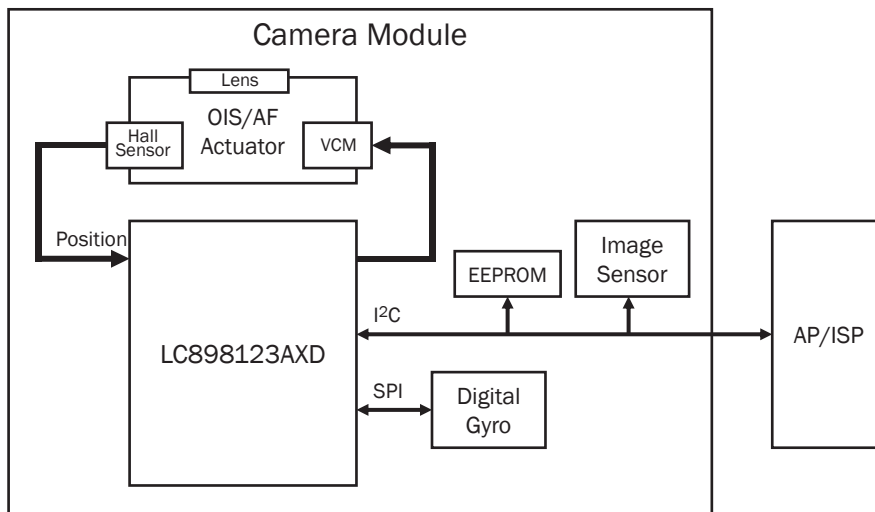 Camera Module
Lens
OIS/AF
Actuator
Hall
Sensor
VCM
Position
LC898123AXD
EEPROM
Image
Sensor
I²C
AP/ISP
SPI
Digital
Gyro